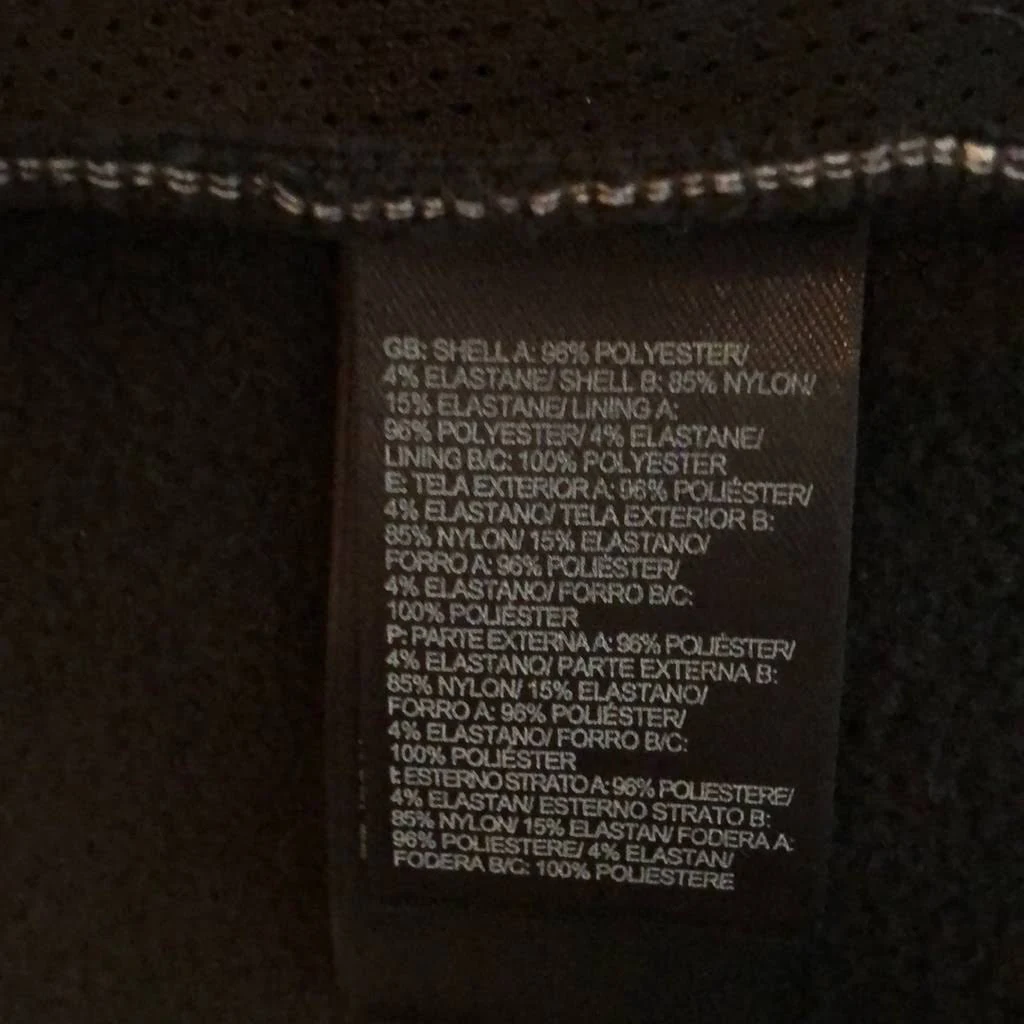 GB: SHELL A: 96% POLYESTER/
4% ELASTANE/ SHELL B: 85% NYLON/
15% ELASTANE/ LINING A:
96% POLYESTER/ 4% ELASTANE/
LINING B/C: 100% POLYESTER
E: TELA EXTERIOR A: 96% POLIÉSTER/
4% ELASTANO/ TELA EXTERIOR B:
85% NYLON/ 15% ELASTANO/
FORRO A: 96% POLIÉSTER/
4% ELASTANO/ FORRO B/C:
100% POLIÉSTER
P: PARTE EXTERNA A: 96% POLIÉSTER/
4% ELASTANO/ PARTE EXTERNA B:
85% NYLON/ 15% ELASTANO/
FORRO A: 96% POLIÉSTER/
4% ELASTANO/ FORRO B/C:
100% POLIÉSTER
I: ESTERNO STRATO A: 96% POLIESTERE/
4% ELASTAN/ ESTERNO STRATO B:
85% NYLON/ 15% ELASTAN/ FODERA A:
96% POLIESTERE/ 4% ELASTAN/
FODERA B/C: 100% POLIESTERE